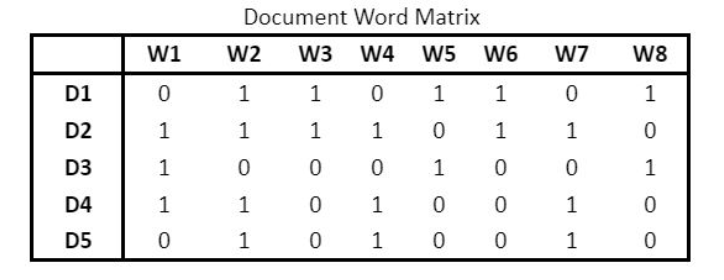 Document Word Matrix
W1 W2 W3 W4 W5 W6 W7 W8
D1 0 1 1 0 1 1 0 1
D2 1 1 1 1 0 1 1 0
D3 1 0 0 0 1 0 0 1
D4 1 1 0 1 0 0 1 0
D5 0 1 0 1 0 0 1 0